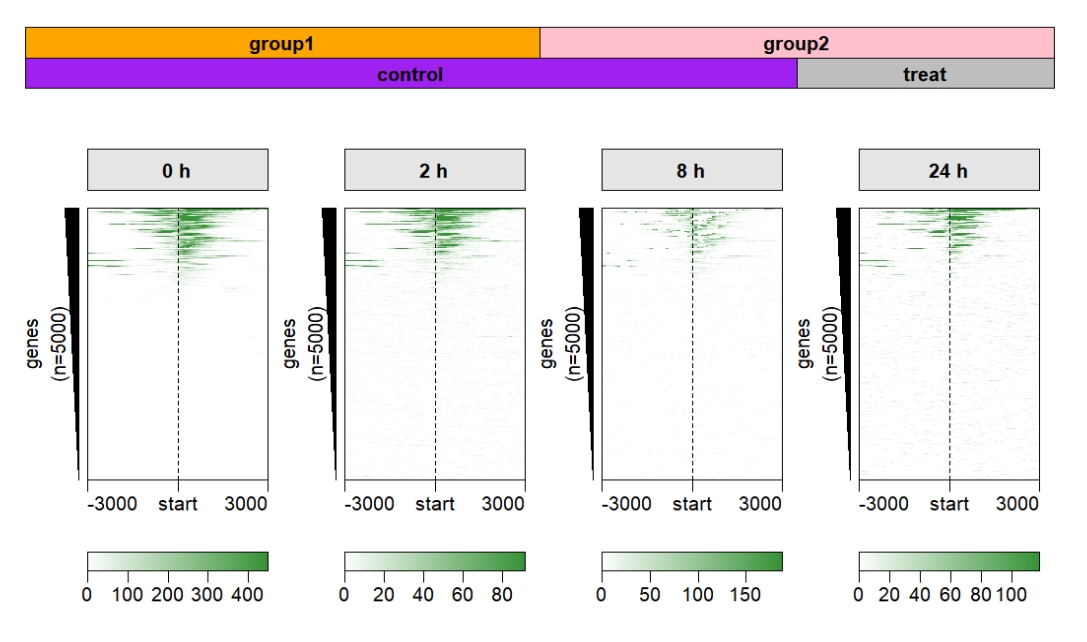 group1 group2
control treat
0 h 2 h 8 h 24 h
genes
(n=5000)
genes
(n=5000)
genes
(n=5000)
genes
(n=5000)
-3000 start 3000 -3000 start 3000 -3000 start 3000 -3000 start 3000
0 100 200 300 400 0 20 40 60 80 0 50 100 150 0 20 40 60 80 100